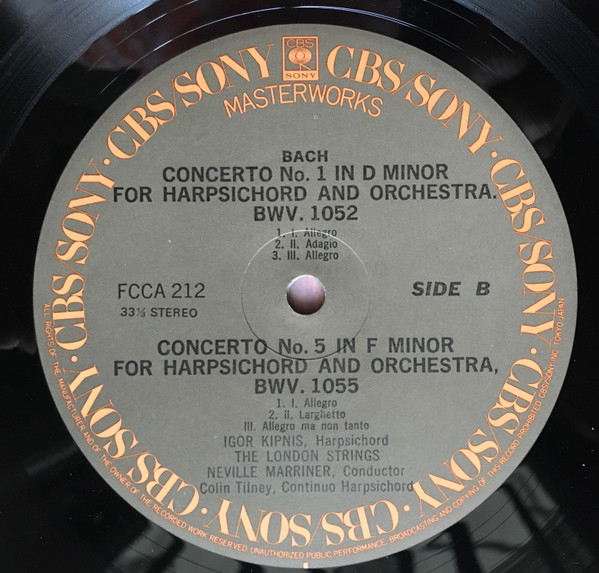 CBS
SONY
CBS/SONY · CBS/SONY · CBS/SONY · CBS/SONY · CBS/SONY · CBS/SONY
MASTERWORKS
BACH
CONCERTO No. 1 IN D MINOR
FOR HARPSICHORD AND ORCHESTRA.
BWV. 1052
1. I. Allegro
2. II. Adagio
3. III. Allegro
FCCA 212
SIDE B
33⅓ STEREO
CONCERTO No. 5 IN F MINOR
FOR HARPSICHORD AND ORCHESTRA,
BWV. 1055
1. I. Allegro
2. II. Larghetto
III. Allegro ma non tanto
IGOR KIPNIS, Harpsichord
THE LONDON STRINGS
NEVILLE MARRINER, Conductor
Colin Tilney, Continuo Harpsichord
ALL RIGHTS OF THE MANUFACTURER AND OF THE OWNER OF THE RECORDED WORK RESERVED. UNAUTHORIZED PUBLIC PERFORMANCE, BROADCASTING AND COPYING OF THIS RECORD PROHIBITED. CBS/SONY INC. TOKYO JAPAN